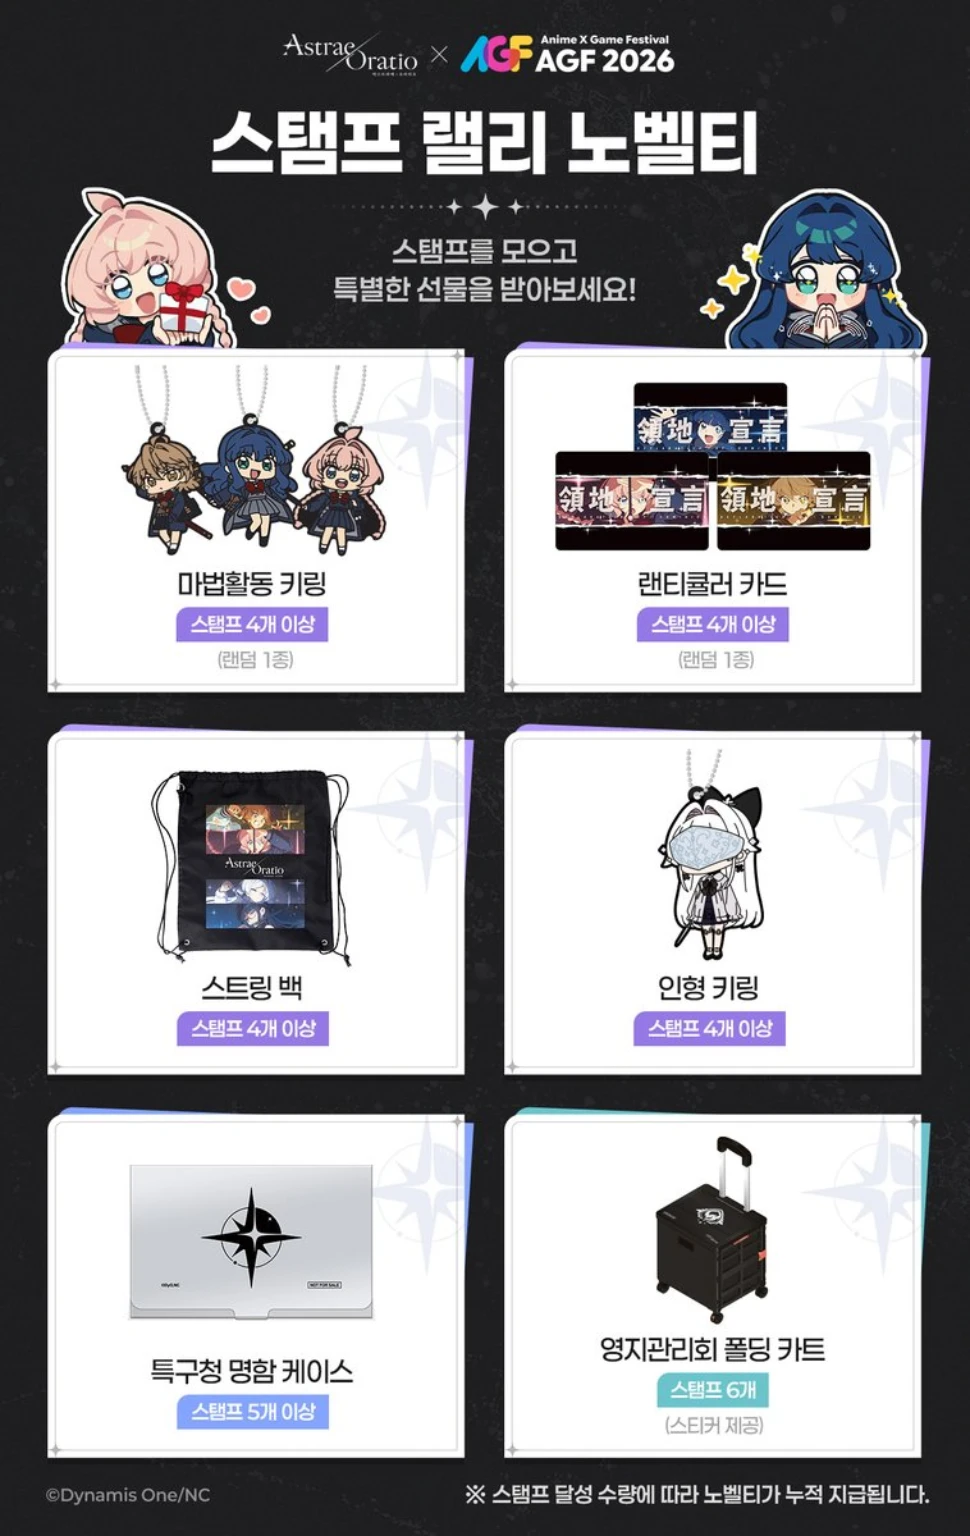 Astrae Oratio × AGF Anime X Game Festival AGF 2026
스탬프 랠리 노벨티
스탬프를 모으고
특별한 선물을 받아보세요!
領地 宣言
領地 宣言
領地 宣言
마법활동 키링
스탬프 4개 이상
(랜덤 1종)
랜티큘러 카드
스탬프 4개 이상
(랜덤 1종)
Astrae Oratio
스트링 백
스탬프 4개 이상
인형 키링
스탬프 4개 이상
NOT FOR SALE
특구청 명함 케이스
스탬프 5개 이상
영지관리회 폴딩 카트
스탬프 6개
(스티커 제공)
©Dynamis One/NC
※ 스탬프 달성 수량에 따라 노벨티가 누적 지급됩니다.